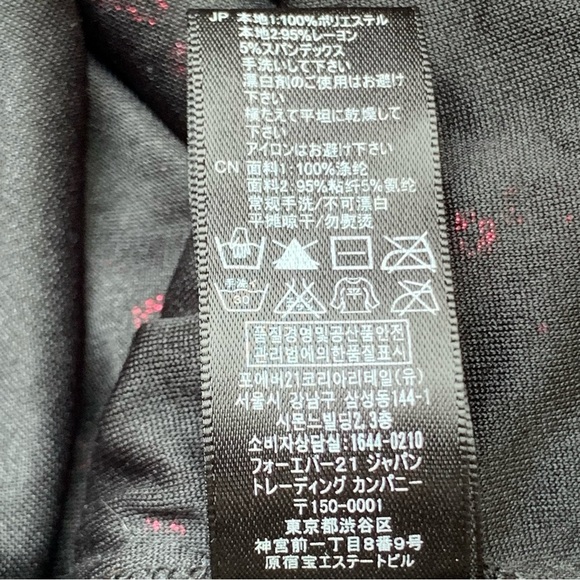 JP 本地1:100%ポリエステル
本地2:95%レーヨン
5%スパンデックス
手洗いして下さい
漂白剤のご使用はお避け
下さい
横たえて平坦に乾燥して
下さい
アイロンはお避け下さい
CN 面料1:100%涤纶
面料2:95%粘纤5%氨纶
常规手洗/不可漂白
平摊晾干/勿熨烫
手洗
30
품질경영및공산품안전
관리법에의한품질표시
포에버21코리아리테일(유)
서울시 강남구 삼성동144-1
시몬느빌딩2,3층
소비자상담실:1644-0210
フォーエバー21 ジャパン
トレーディング カンパニー
〒150-0001
東京都渋谷区
神宮前一丁目8番9号
原宿宝エステートビル